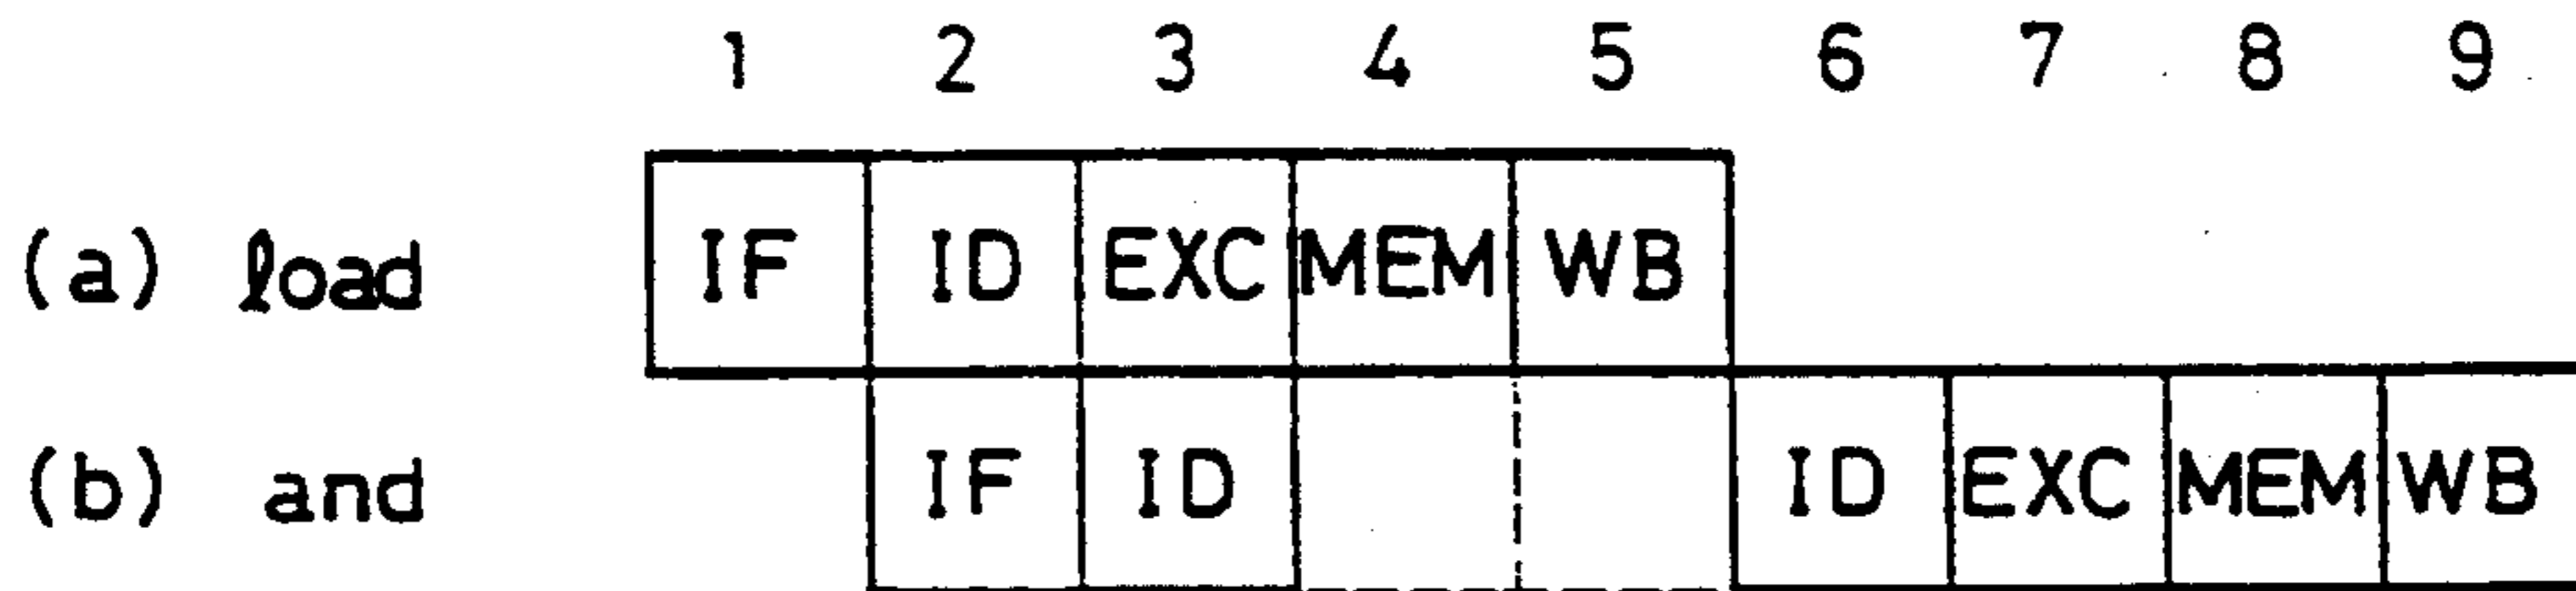 1 2 3 4 5 6 7 8 9
(a) load IF ID EXC MEM WB
(b) and IF ID ID EXC MEM WB